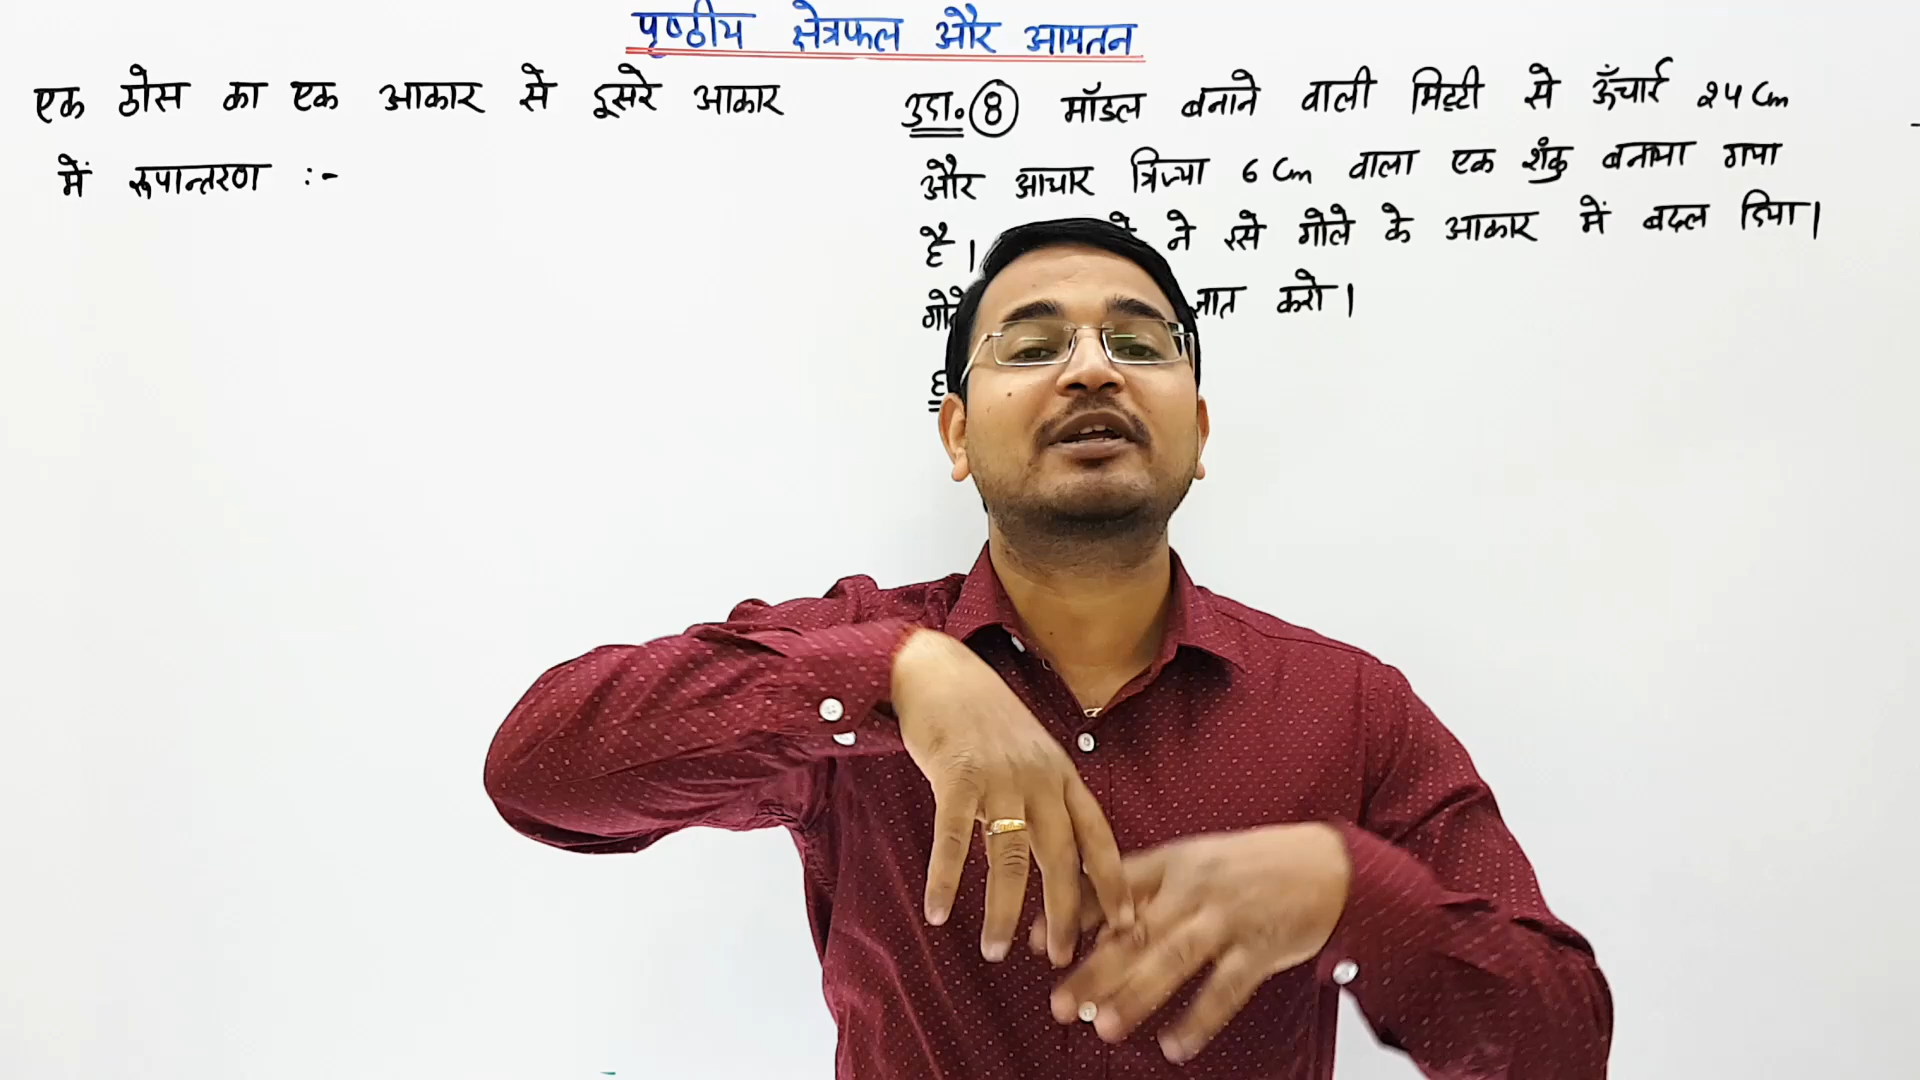 पृष्ठीय क्षेत्रफल और आयतन
एक ठोस का एक आकार से दूसरे आकार
में रूपान्तरण :-
उदा. 8 मॉडल बनाने वाली मिट्टी से ऊँचाई 24 cm
और आधार त्रिज्या 6 cm वाला एक शंकु बनाया गया
है। ने इसे गोले के आकार में बदल दिया।
ज्ञात करो।